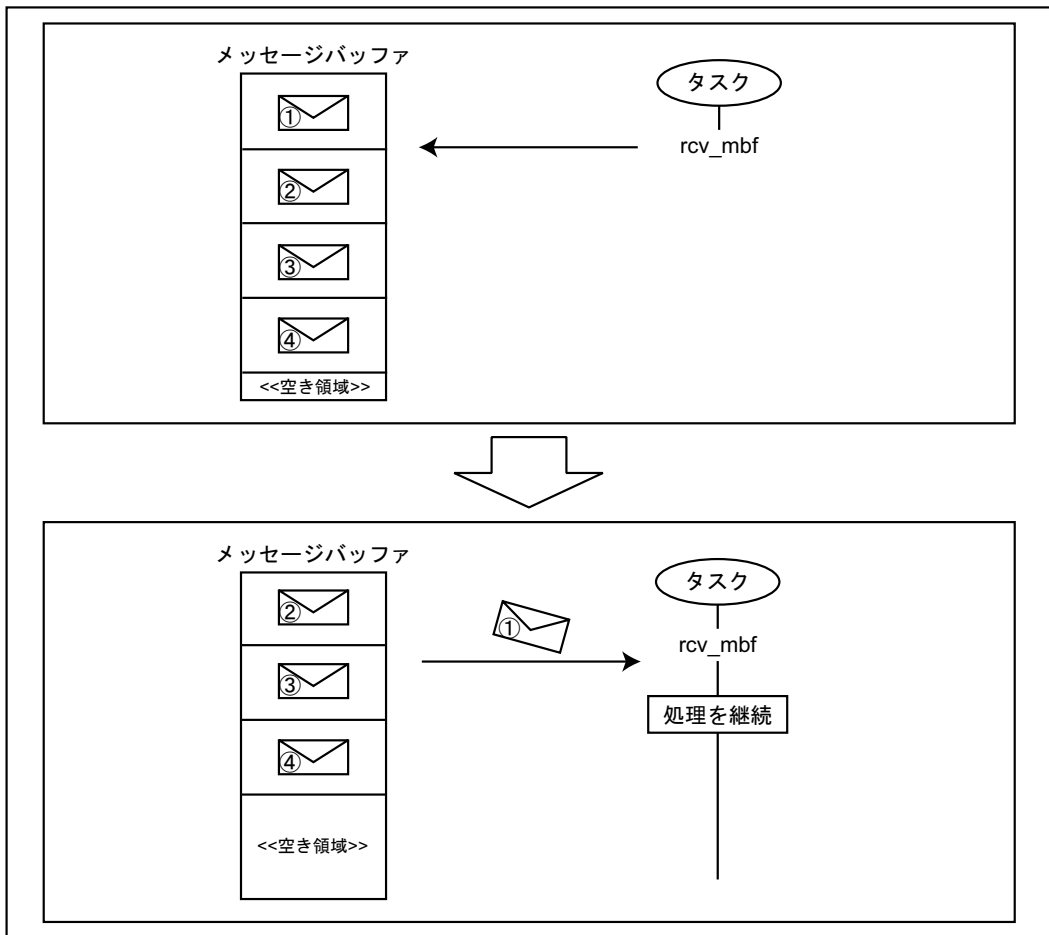 メッセージバッファ
タスク
①
rcv_mbf
②
③
④
<<空き領域>>
メッセージバッファ
タスク
②
①
rcv_mbf
③
処理を継続
④
<<空き領域>>